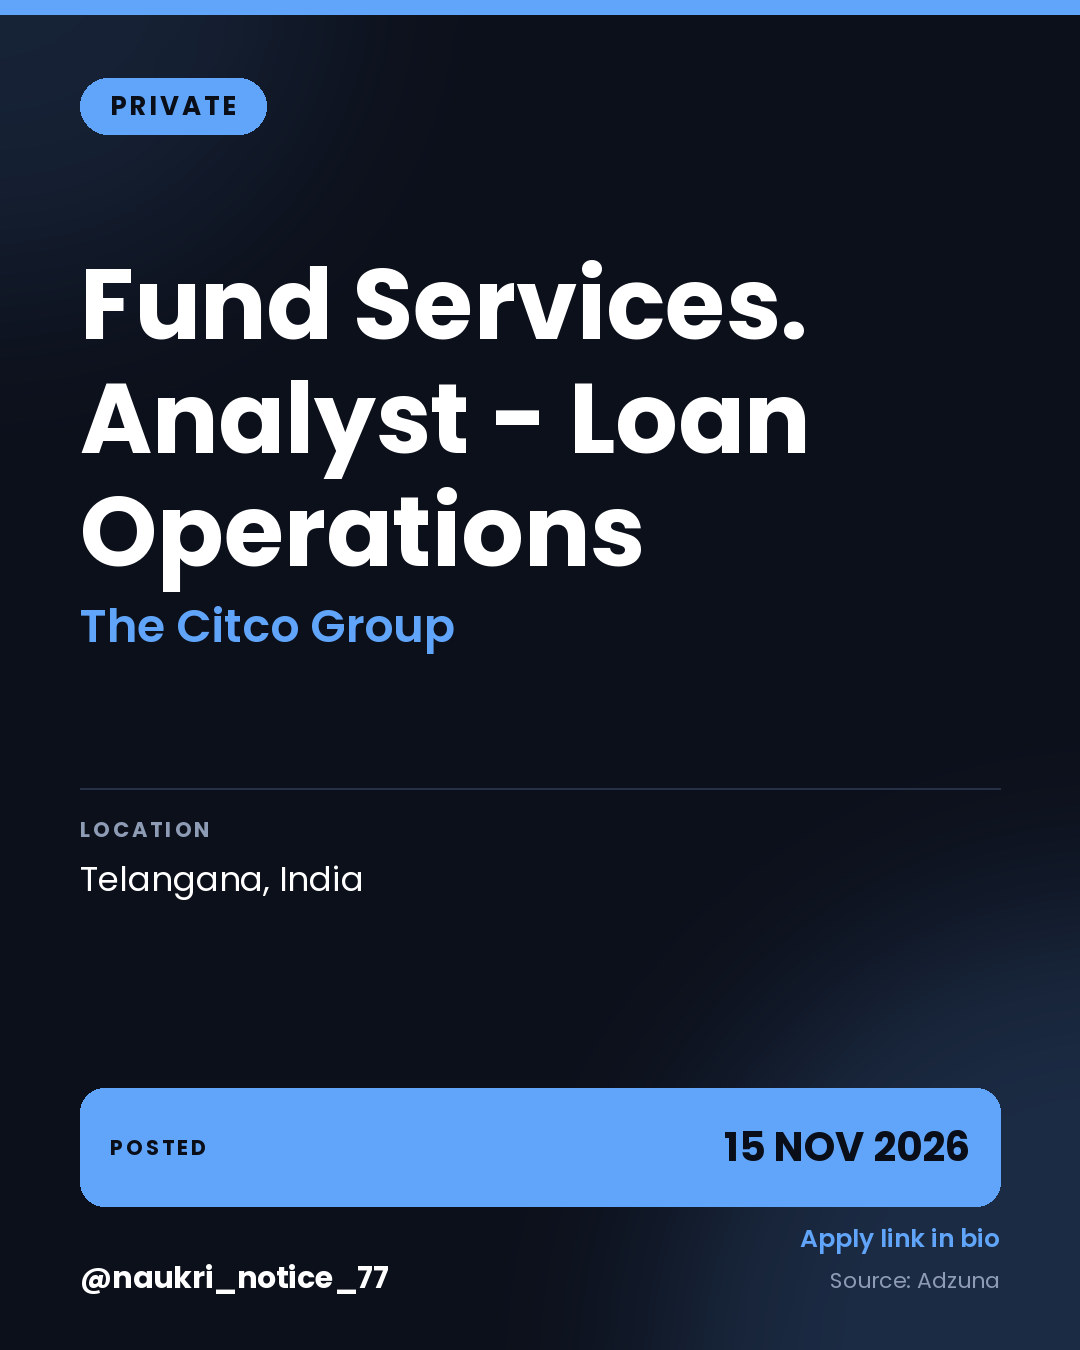 PRIVATE
Fund Services.
Analyst - Loan
Operations
The Citco Group
LOCATION
Telangana, India
POSTED
15 NOV 2026
Apply link in bio
@naukri_notice_77
Source: Adzuna